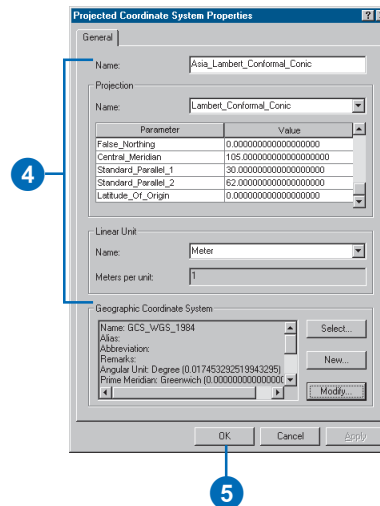 Projected Coordinate System Properties
General
Name: Asia_Lambert_Conformal_Conic
Projection
Name: Lambert_Conformal_Conic
Parameter Value
False_Northing 0.000000000000000000
Central_Meridian 105.000000000000000000
Standard_Parallel_1 30.000000000000000000
Standard_Parallel_2 62.000000000000000000
Latitude_Of_Origin 0.000000000000000000
4
Linear Unit
Name: Meter
Meters per unit: 1
Geographic Coordinate System
Name: GCS_WGS_1984
Alias:
Abbreviation:
Remarks:
Angular Unit: Degree (0.017453292519943295)
Prime Meridian: Greenwich (0.000000000000000
Select...
New...
Modify...
OK Cancel Apply
5